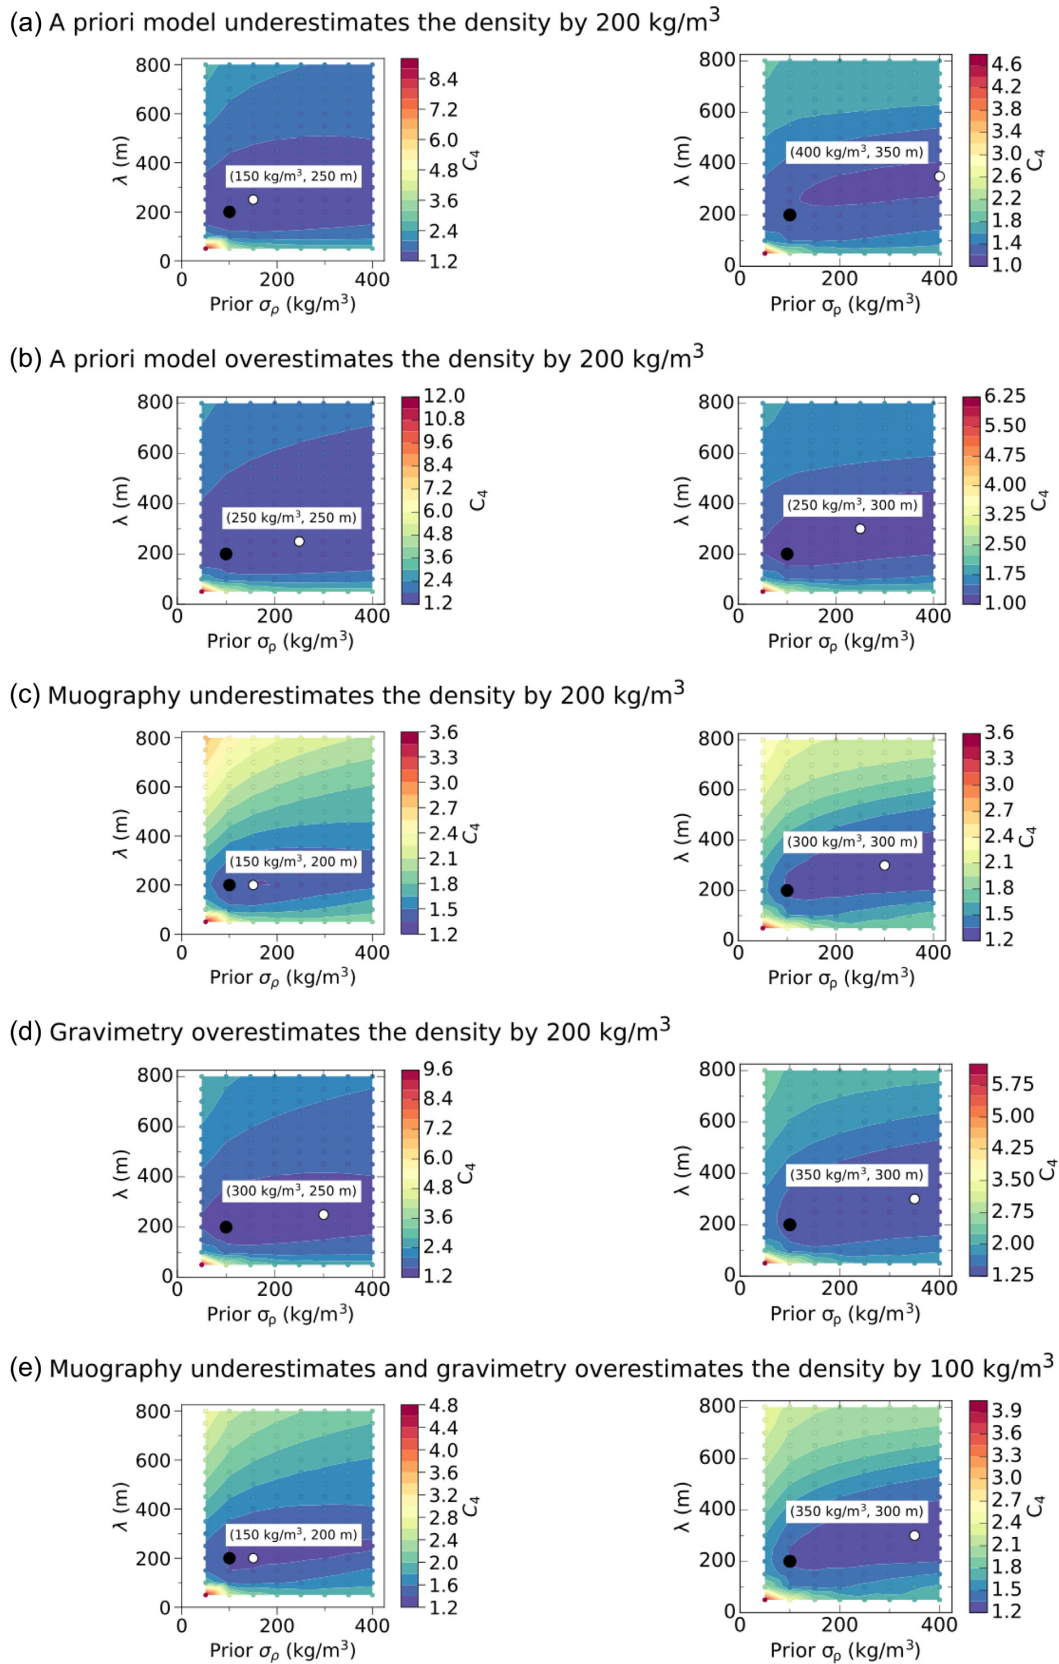 (a) A priori model underestimates the density by 200 kg/m³
800
600
400
200
0
λ (m)
(150 kg/m³, 250 m)
0 200 400
Prior σρ (kg/m³)
8.4
7.2
6.0
4.8
3.6
2.4
1.2
C₄
800
600
400
200
0
λ (m)
(400 kg/m³, 350 m)
0 200 400
Prior σρ (kg/m³)
4.6
4.2
3.8
3.4
3.0
2.6
2.2
1.8
1.4
1.0
C₄
(b) A priori model overestimates the density by 200 kg/m³
800
600
400
200
0
λ (m)
(250 kg/m³, 250 m)
0 200 400
Prior σρ (kg/m³)
12.0
10.8
9.6
8.4
7.2
6.0
4.8
3.6
2.4
1.2
C₄
800
600
400
200
0
λ (m)
(250 kg/m³, 300 m)
0 200 400
Prior σρ (kg/m³)
6.25
5.50
4.75
4.00
3.25
2.50
1.75
1.00
C₄
(c) Muography underestimates the density by 200 kg/m³
800
600
400
200
0
λ (m)
(150 kg/m³, 200 m)
0 200 400
Prior σρ (kg/m³)
3.6
3.3
3.0
2.7
2.4
2.1
1.8
1.5
1.2
C₄
800
600
400
200
0
λ (m)
(300 kg/m³, 300 m)
0 200 400
Prior σρ (kg/m³)
3.6
3.3
3.0
2.7
2.4
2.1
1.8
1.5
1.2
C₄
(d) Gravimetry overestimates the density by 200 kg/m³
800
600
400
200
0
λ (m)
(300 kg/m³, 250 m)
0 200 400
Prior σρ (kg/m³)
9.6
8.4
7.2
6.0
4.8
3.6
2.4
1.2
C₄
800
600
400
200
0
λ (m)
(350 kg/m³, 300 m)
0 200 400
Prior σρ (kg/m³)
5.75
5.00
4.25
3.50
2.75
2.00
1.25
C₄
(e) Muography underestimates and gravimetry overestimates the density by 100 kg/m³
800
600
400
200
0
λ (m)
(150 kg/m³, 200 m)
0 200 400
Prior σρ (kg/m³)
4.8
4.4
4.0
3.6
3.2
2.8
2.4
2.0
1.6
1.2
C₄
800
600
400
200
0
λ (m)
(350 kg/m³, 300 m)
0 200 400
Prior σρ (kg/m³)
3.9
3.6
3.3
3.0
2.7
2.4
2.1
1.8
1.5
1.2
C₄